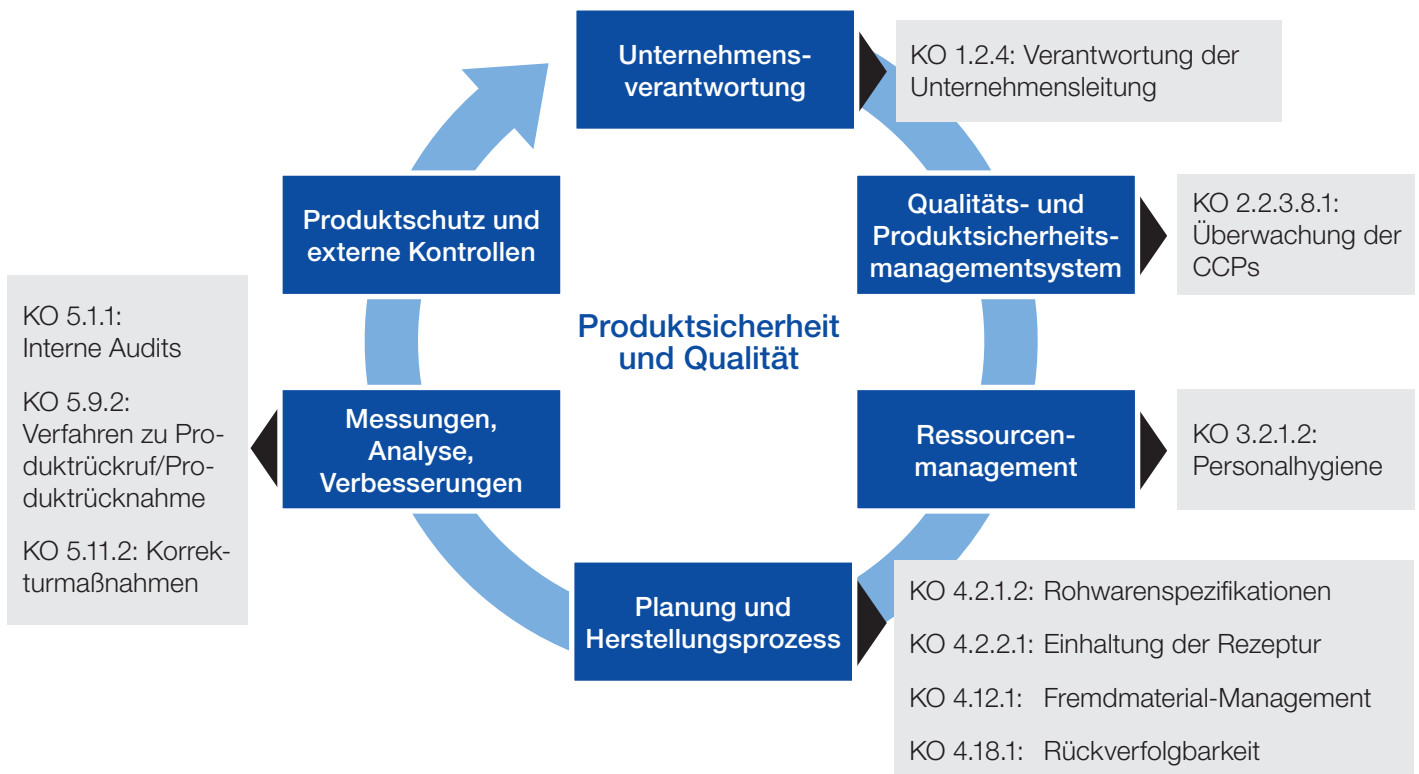 Unternehmens-
verantwortung
KO 1.2.4: Verantwortung der
Unternehmensleitung
Qualitäts- und
Produktsicherheits-
managementsystem
KO 2.2.3.8.1:
Überwachung der
CCPs
Ressourcen-
management
KO 3.2.1.2:
Personalhygiene
Planung und
Herstellungsprozess
KO 4.2.1.2: Rohwarenspezifikationen
KO 4.2.2.1: Einhaltung der Rezeptur
KO 4.12.1: Fremdmaterial-Management
KO 4.18.1: Rückverfolgbarkeit
Messungen,
Analyse,
Verbesserungen
KO 5.1.1:
Interne Audits
KO 5.9.2:
Verfahren zu Pro-
duktrückruf/Pro-
duktrücknahme
KO 5.11.2: Korrek-
turmaßnahmen
Produktschutz und
externe Kontrollen
Produktsicherheit
und Qualität